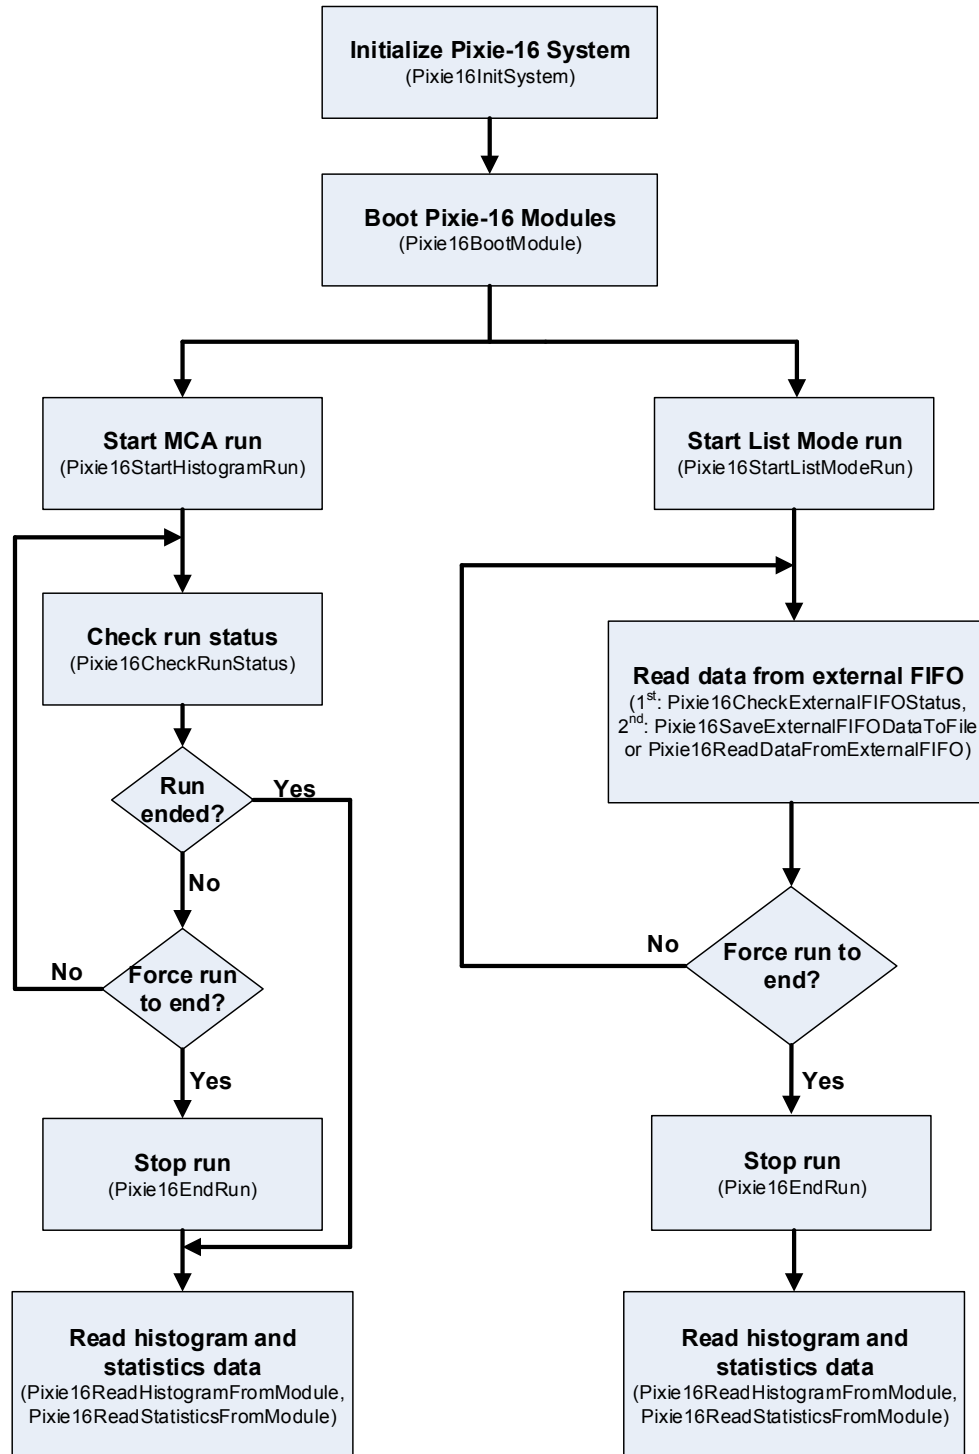 Initialize Pixie-16 System
(Pixie16InitSystem)
Boot Pixie-16 Modules
(Pixie16BootModule)
Start MCA run
(Pixie16StartHistogramRun)
Check run status
(Pixie16CheckRunStatus)
Run
ended?
Yes
No
Force run
to end?
No
Yes
Stop run
(Pixie16EndRun)
Read histogram and
statistics data
(Pixie16ReadHistogramFromModule,
Pixie16ReadStatisticsFromModule)
Start List Mode run
(Pixie16StartListModeRun)
Read data from external FIFO
(1st: Pixie16CheckExternalFIFOStatus,
2nd: Pixie16SaveExternalFIFODataToFile
or Pixie16ReadDataFromExternalFIFO)
No
Force run to
end?
Yes
Stop run
(Pixie16EndRun)
Read histogram and
statistics data
(Pixie16ReadHistogramFromModule,
Pixie16ReadStatisticsFromModule)